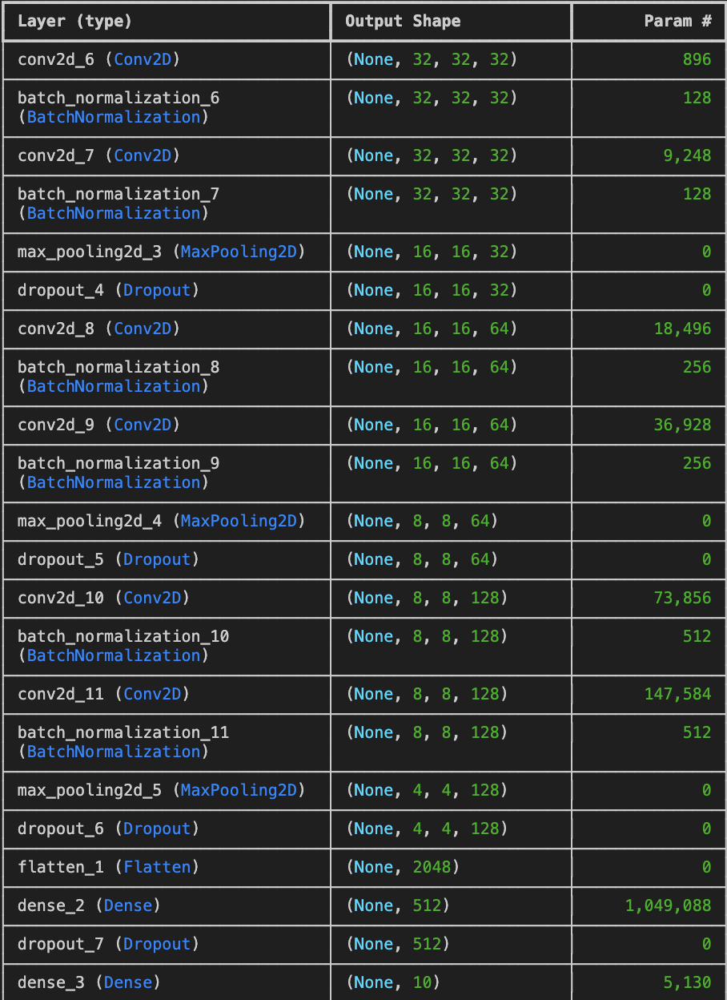 Layer (type) Output Shape Param #
conv2d_6 (Conv2D) (None, 32, 32, 32) 896
batch_normalization_6 (None, 32, 32, 32) 128
(BatchNormalization)
conv2d_7 (Conv2D) (None, 32, 32, 32) 9,248
batch_normalization_7 (None, 32, 32, 32) 128
(BatchNormalization)
max_pooling2d_3 (MaxPooling2D) (None, 16, 16, 32) 0
dropout_4 (Dropout) (None, 16, 16, 32) 0
conv2d_8 (Conv2D) (None, 16, 16, 64) 18,496
batch_normalization_8 (None, 16, 16, 64) 256
(BatchNormalization)
conv2d_9 (Conv2D) (None, 16, 16, 64) 36,928
batch_normalization_9 (None, 16, 16, 64) 256
(BatchNormalization)
max_pooling2d_4 (MaxPooling2D) (None, 8, 8, 64) 0
dropout_5 (Dropout) (None, 8, 8, 64) 0
conv2d_10 (Conv2D) (None, 8, 8, 128) 73,856
batch_normalization_10 (None, 8, 8, 128) 512
(BatchNormalization)
conv2d_11 (Conv2D) (None, 8, 8, 128) 147,584
batch_normalization_11 (None, 8, 8, 128) 512
(BatchNormalization)
max_pooling2d_5 (MaxPooling2D) (None, 4, 4, 128) 0
dropout_6 (Dropout) (None, 4, 4, 128) 0
flatten_1 (Flatten) (None, 2048) 0
dense_2 (Dense) (None, 512) 1,049,088
dropout_7 (Dropout) (None, 512) 0
dense_3 (Dense) (None, 10) 5,130